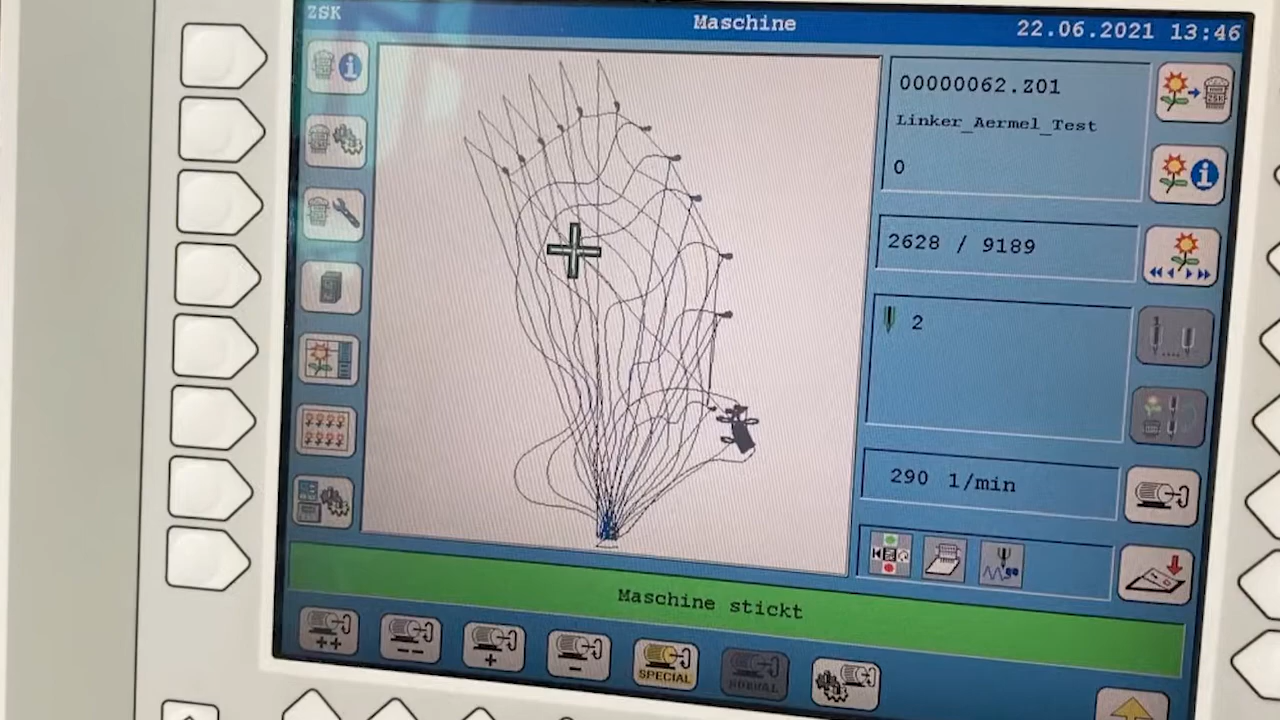 ZSK
Maschine
22.06.2021 13:46
00000062.Z01
Linker_Aermel_Test
0
2628 / 9189
2
290 1/min
Maschine stickt
SPECIAL
NORMAL